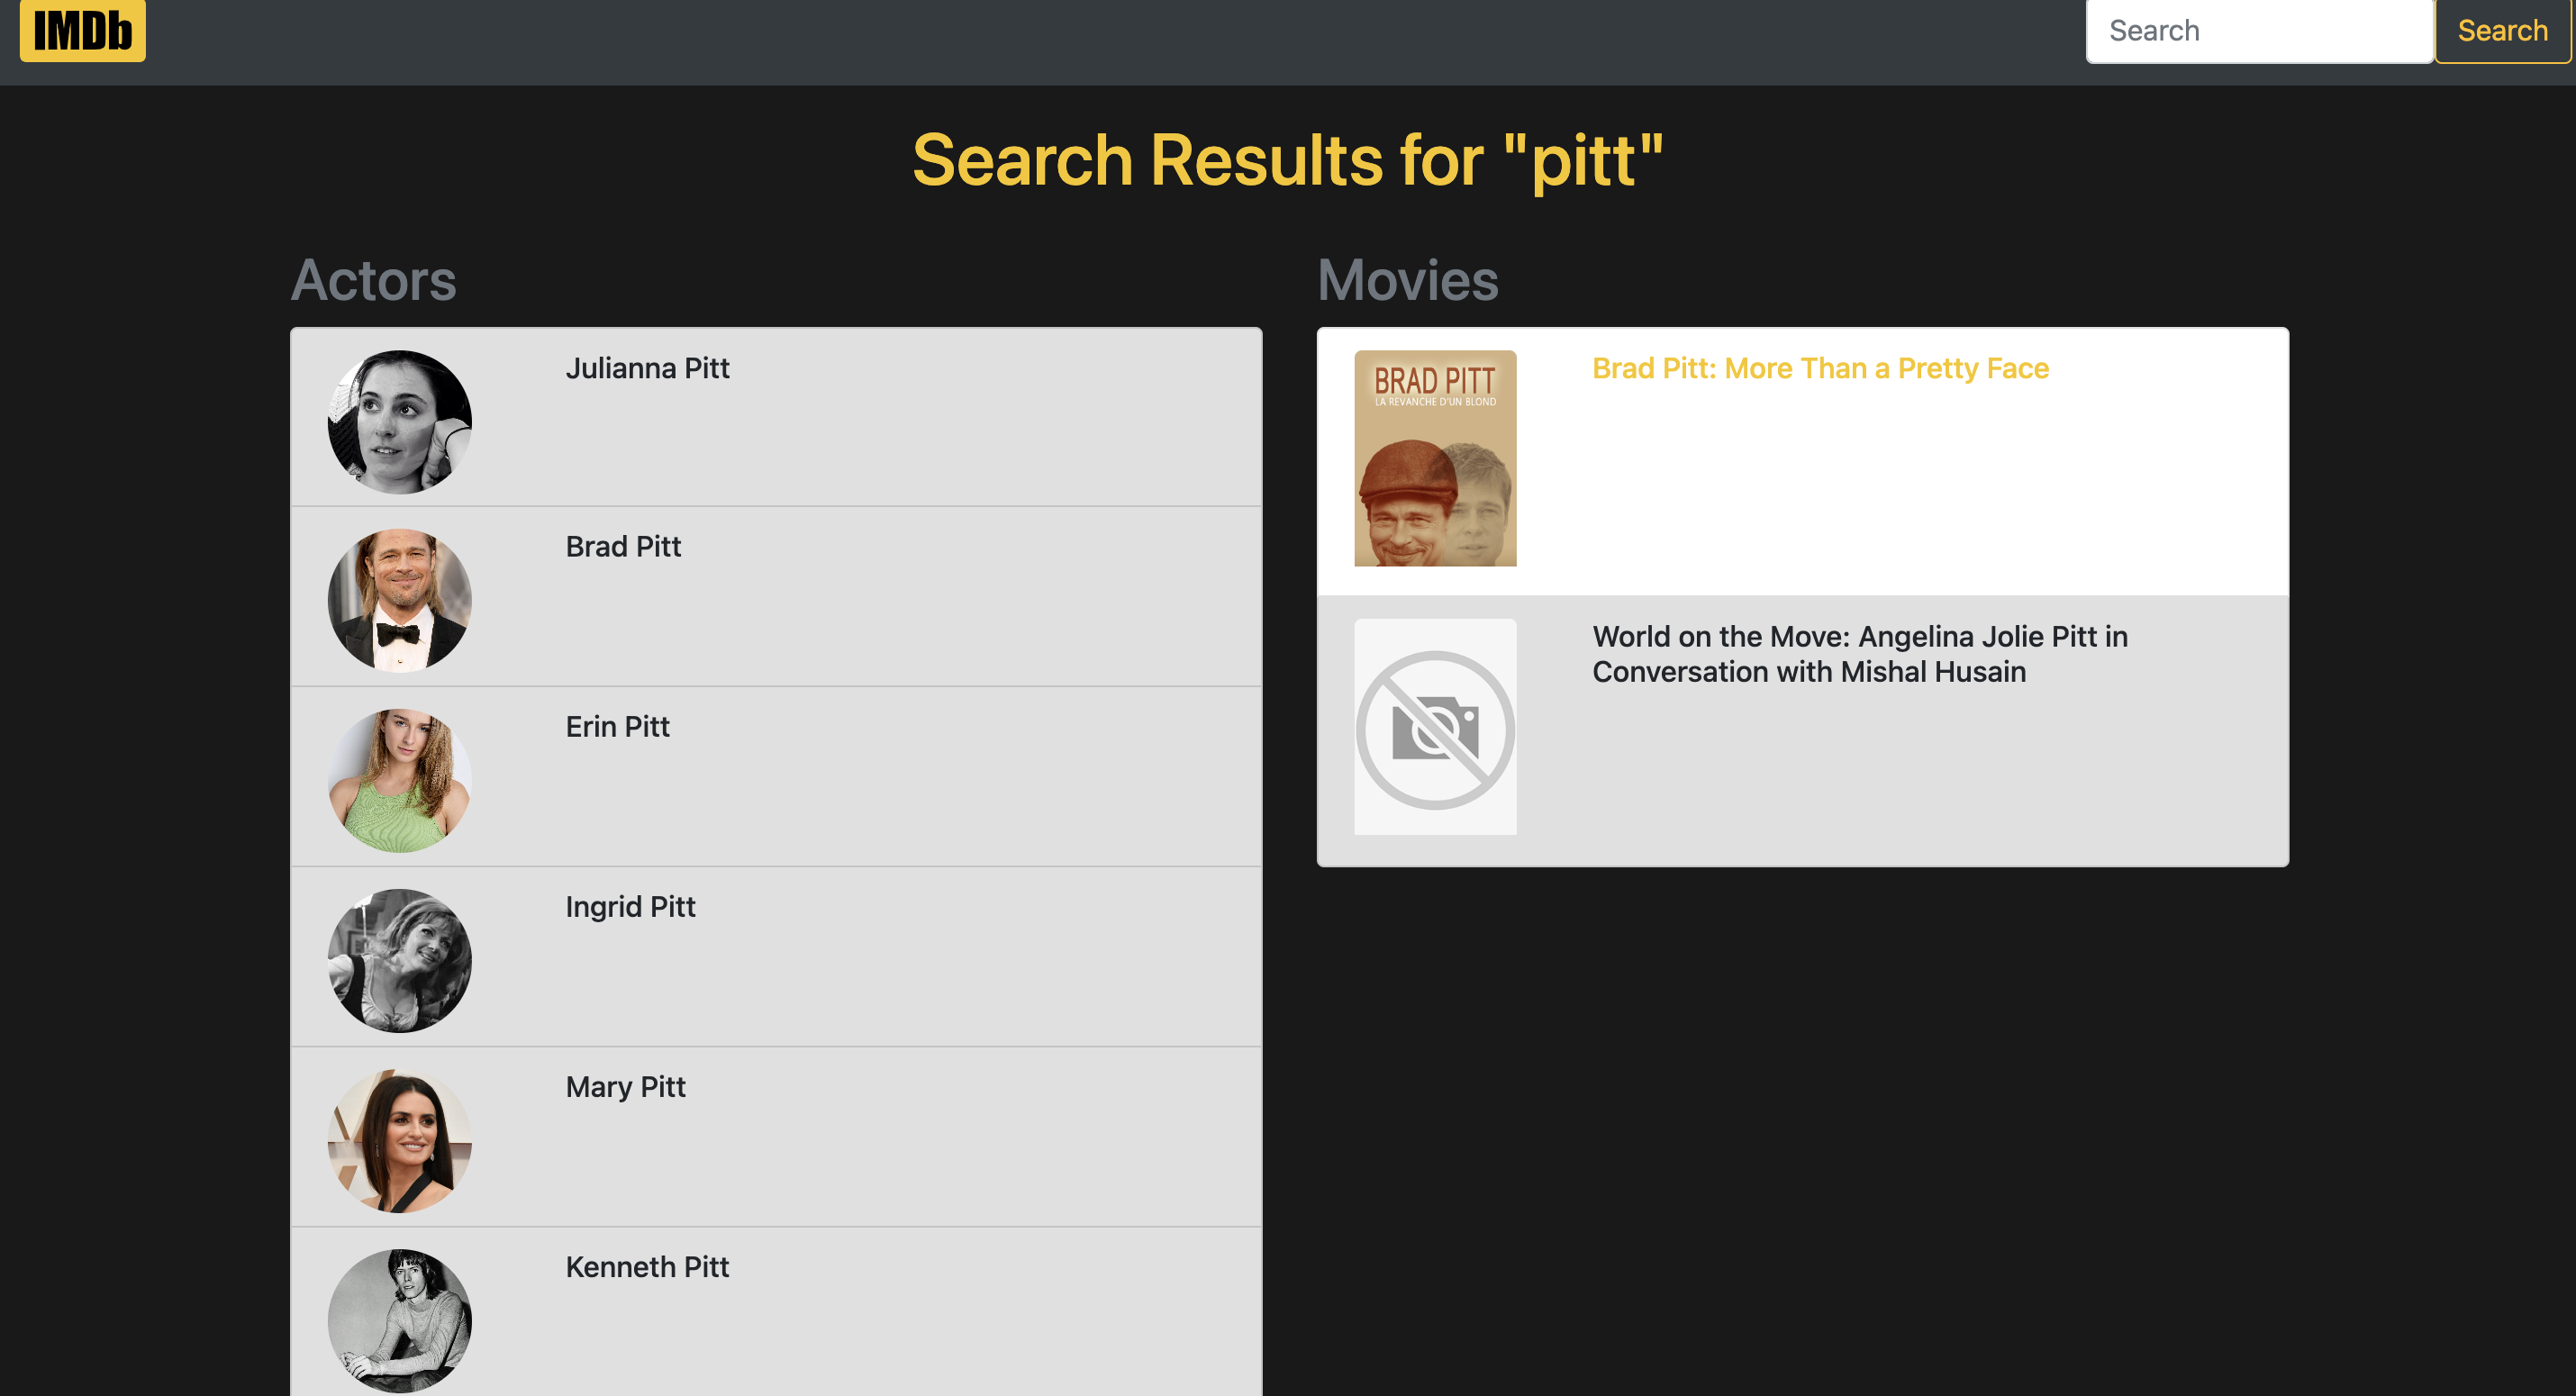 IMDb
Search
Search
Search Results for "pitt"
Actors
Julianna Pitt
Brad Pitt
Erin Pitt
Ingrid Pitt
Mary Pitt
Kenneth Pitt
Movies
BRAD PITT
LA REVANCHE D'UN BLOND
Brad Pitt: More Than a Pretty Face
World on the Move: Angelina Jolie Pitt in
Conversation with Mishal Husain